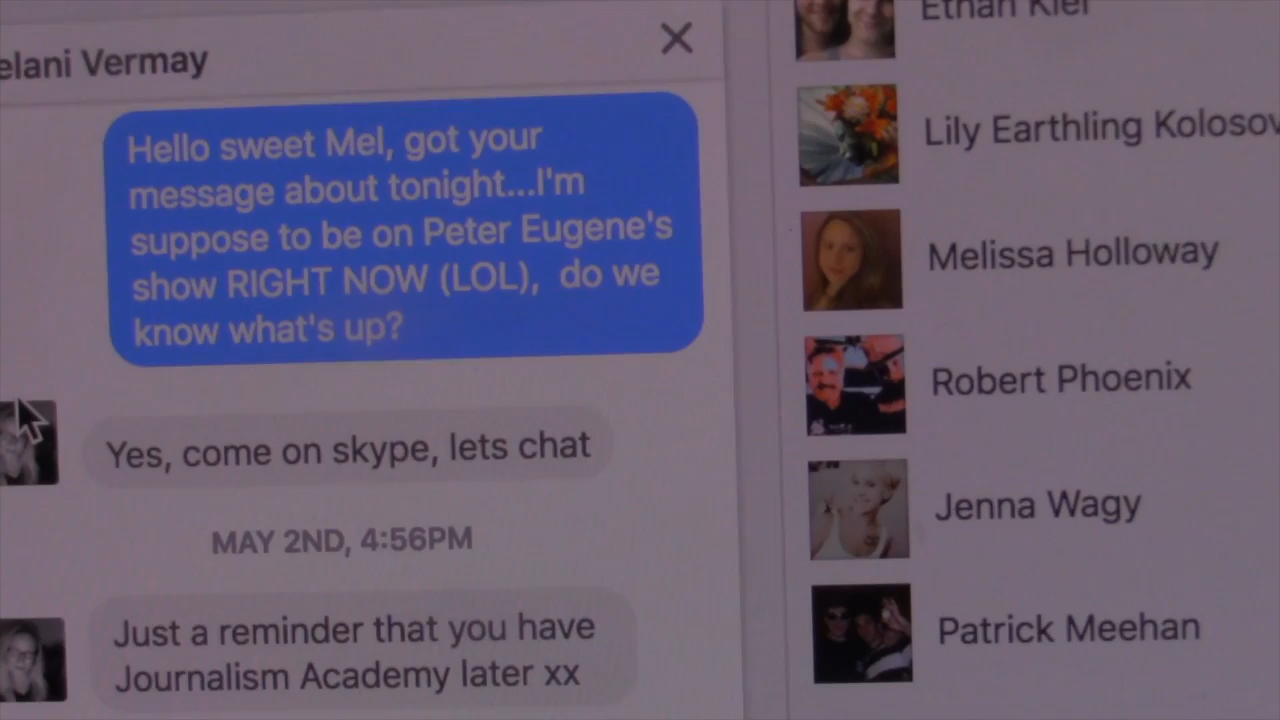 elani Vermay
Hello sweet Mel, got your
message about tonight...I'm
suppose to be on Peter Eugene's
show RIGHT NOW (LOL), do we
know what's up?
Yes, come on skype, lets chat
MAY 2ND, 4:56PM
Just a reminder that you have
Journalism Academy later xx
Ethan Kiel
Lily Earthling Kolosov
Melissa Holloway
Robert Phoenix
Jenna Wagy
Patrick Meehan